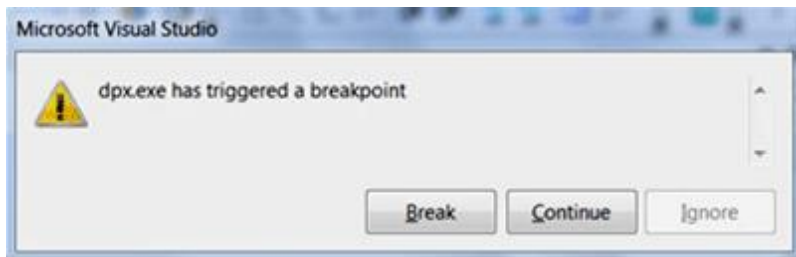 Microsoft Visual Studio
dpx.exe has triggered a breakpoint
Break Continue Ignore